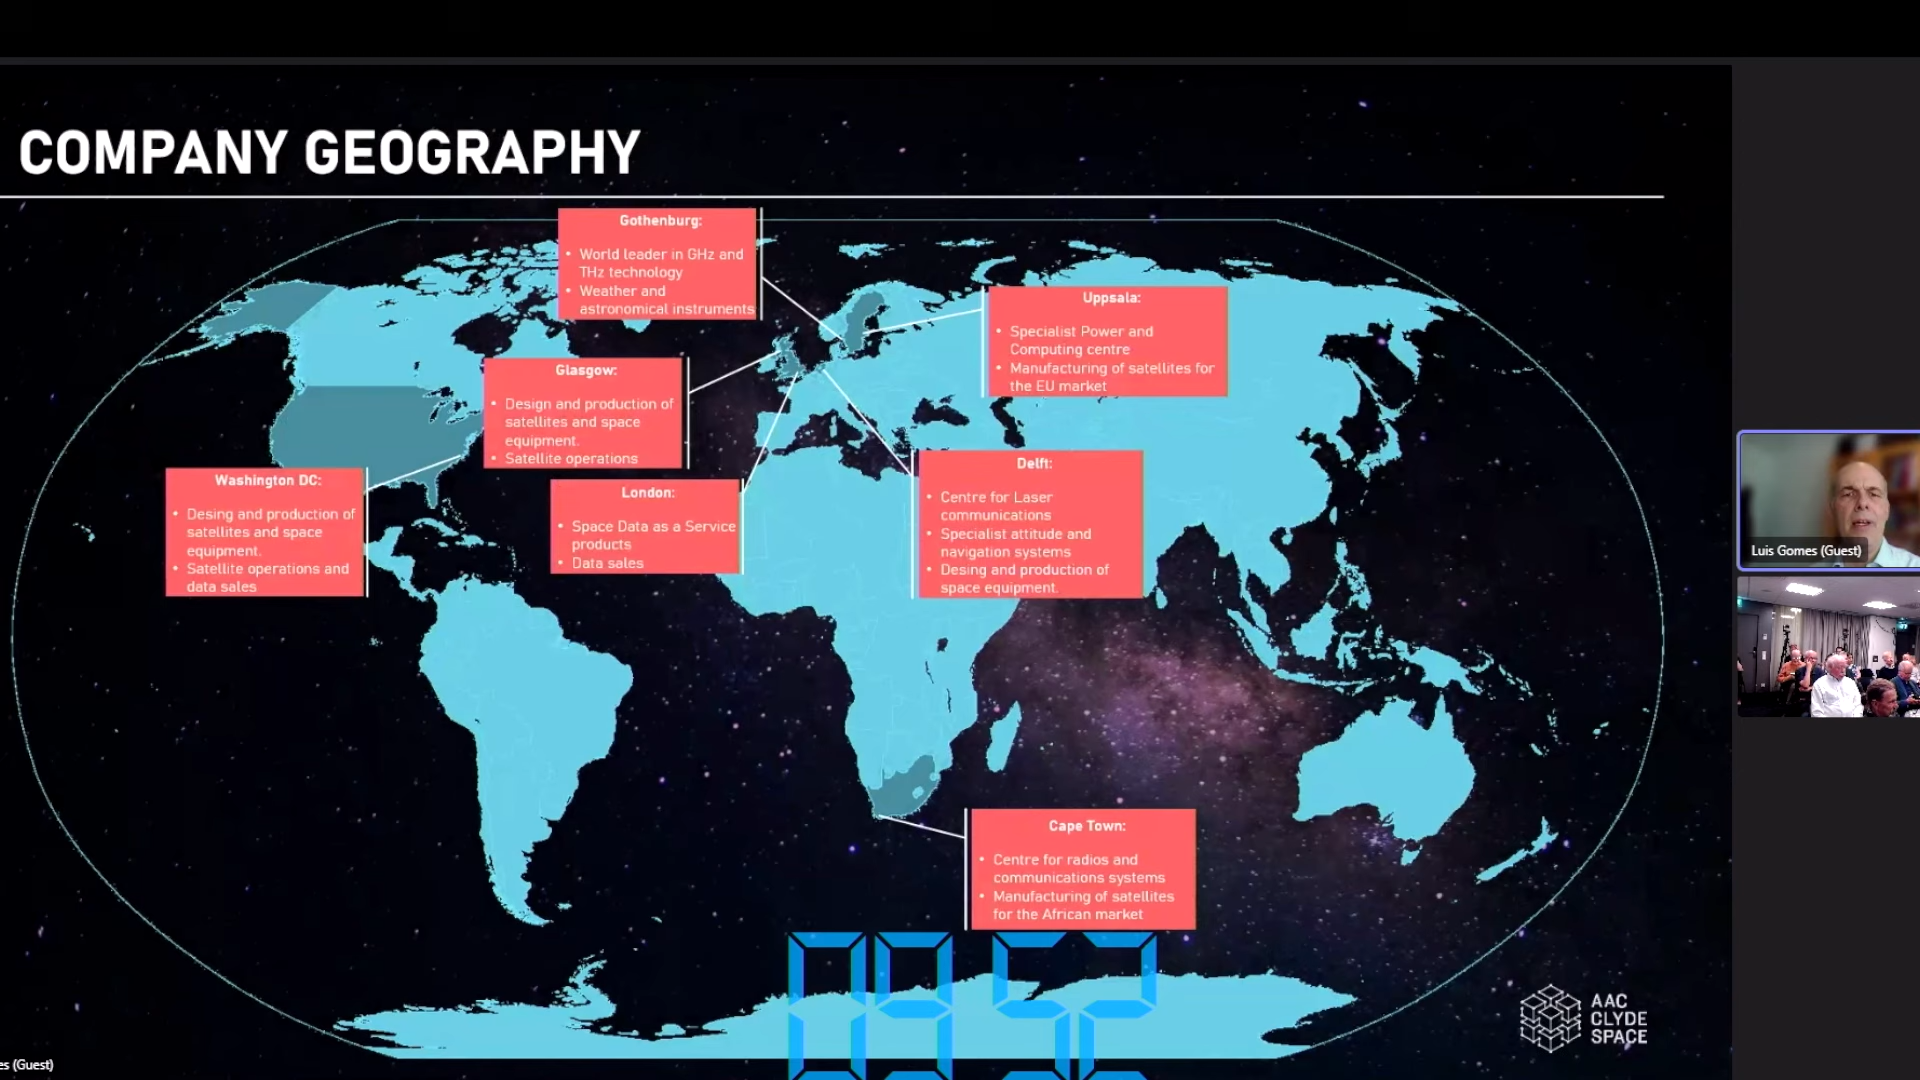 COMPANY GEOGRAPHY
Gothenburg:
• World leader in GHz and
THz technology
• Weather and
astronomical instruments
Uppsala:
• Specialist Power and
Computing centre
• Manufacturing of satellites for
the EU market
Glasgow:
• Design and production of
satellites and space
equipment.
• Satellite operations
Delft:
• Centre for Laser
communications
• Specialist attitude and
navigation systems
• Desing and production of
space equipment.
Washington DC:
• Desing and production of
satellites and space
equipment.
• Satellite operations and
data sales
London:
• Space Data as a Service
products
• Data sales
Cape Town:
• Centre for radios and
communications systems
• Manufacturing of satellites
for the African market
09 52
AAC
CLYDE
SPACE
Luis Gomes (Guest)
es (Guest)